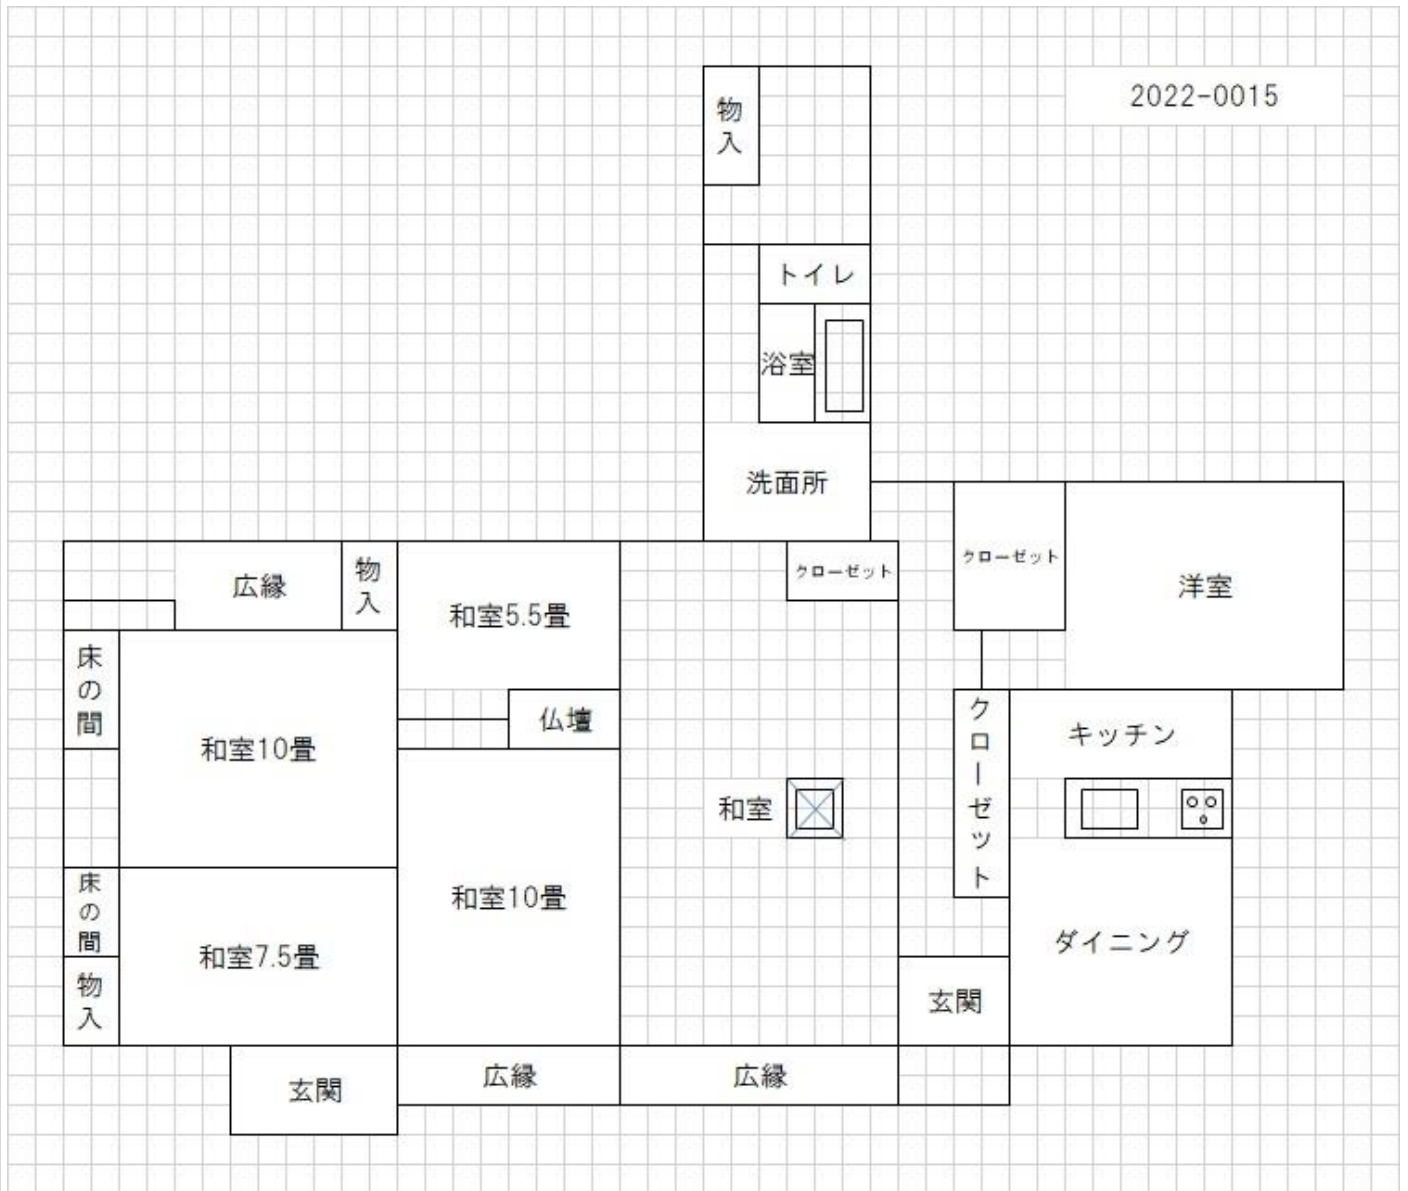 2022-0015
物入
トイレ
浴室
洗面所
クローゼット
クローゼット
洋室
広縁
物入
和室5.5畳
床の間
和室10畳
仏壇
クローゼット
キッチン
和室
和室10畳
床の間
和室7.5畳
ダイニング
物入
玄関
玄関
広縁
広縁